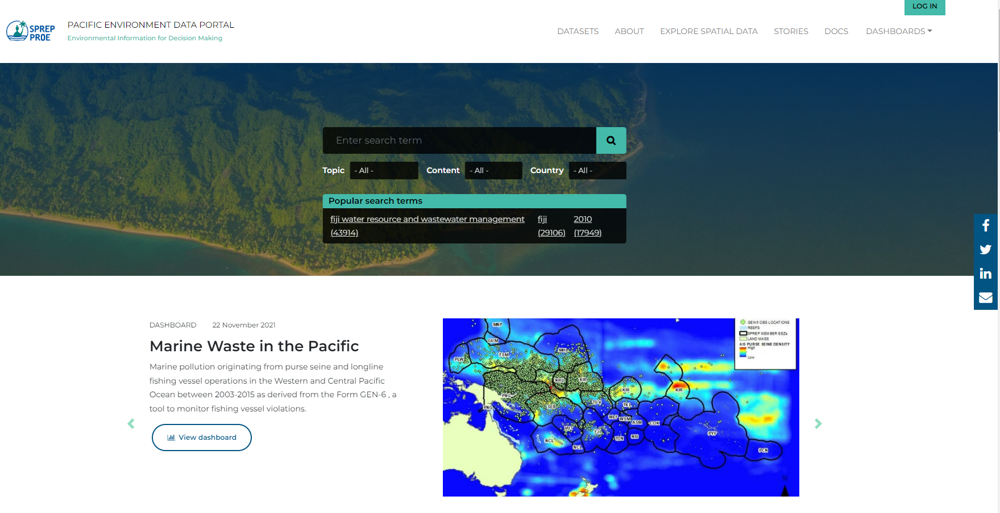 LOG IN
SPREP
PROE
PACIFIC ENVIRONMENT DATA PORTAL
Environmental Information for Decision Making
DATASETS ABOUT EXPLORE SPATIAL DATA STORIES DOCS DASHBOARDS
Enter search term
Topic - All - Content - All - Country - All -
Popular search terms
fiji water resource and wastewater management (43914)
fiji (29106)
2010 (17949)
DASHBOARD 22 November 2021
Marine Waste in the Pacific
Marine pollution originating from purse seine and longline
fishing vessel operations in the Western and Central Pacific
Ocean between 2003-2015 as derived from the Form GEN-6 , a
tool to monitor fishing vessel violations.
View dashboard
GEN 6 OBS LOCATIONS
REEFS
SPREP MEMBER EEZs
LAND MASS
AIS PURSE SEINE DENSITY
High
Low
MNP
GUM
PLW
FSM
MHL
NRU
KIR
PNG
KIR
KIR
PNG
SLB
TUV
TKL
WLF
WSM
ASM
COK
VUT
FJI
TON
NIU
PYF
NCL
NCL
PCN
N